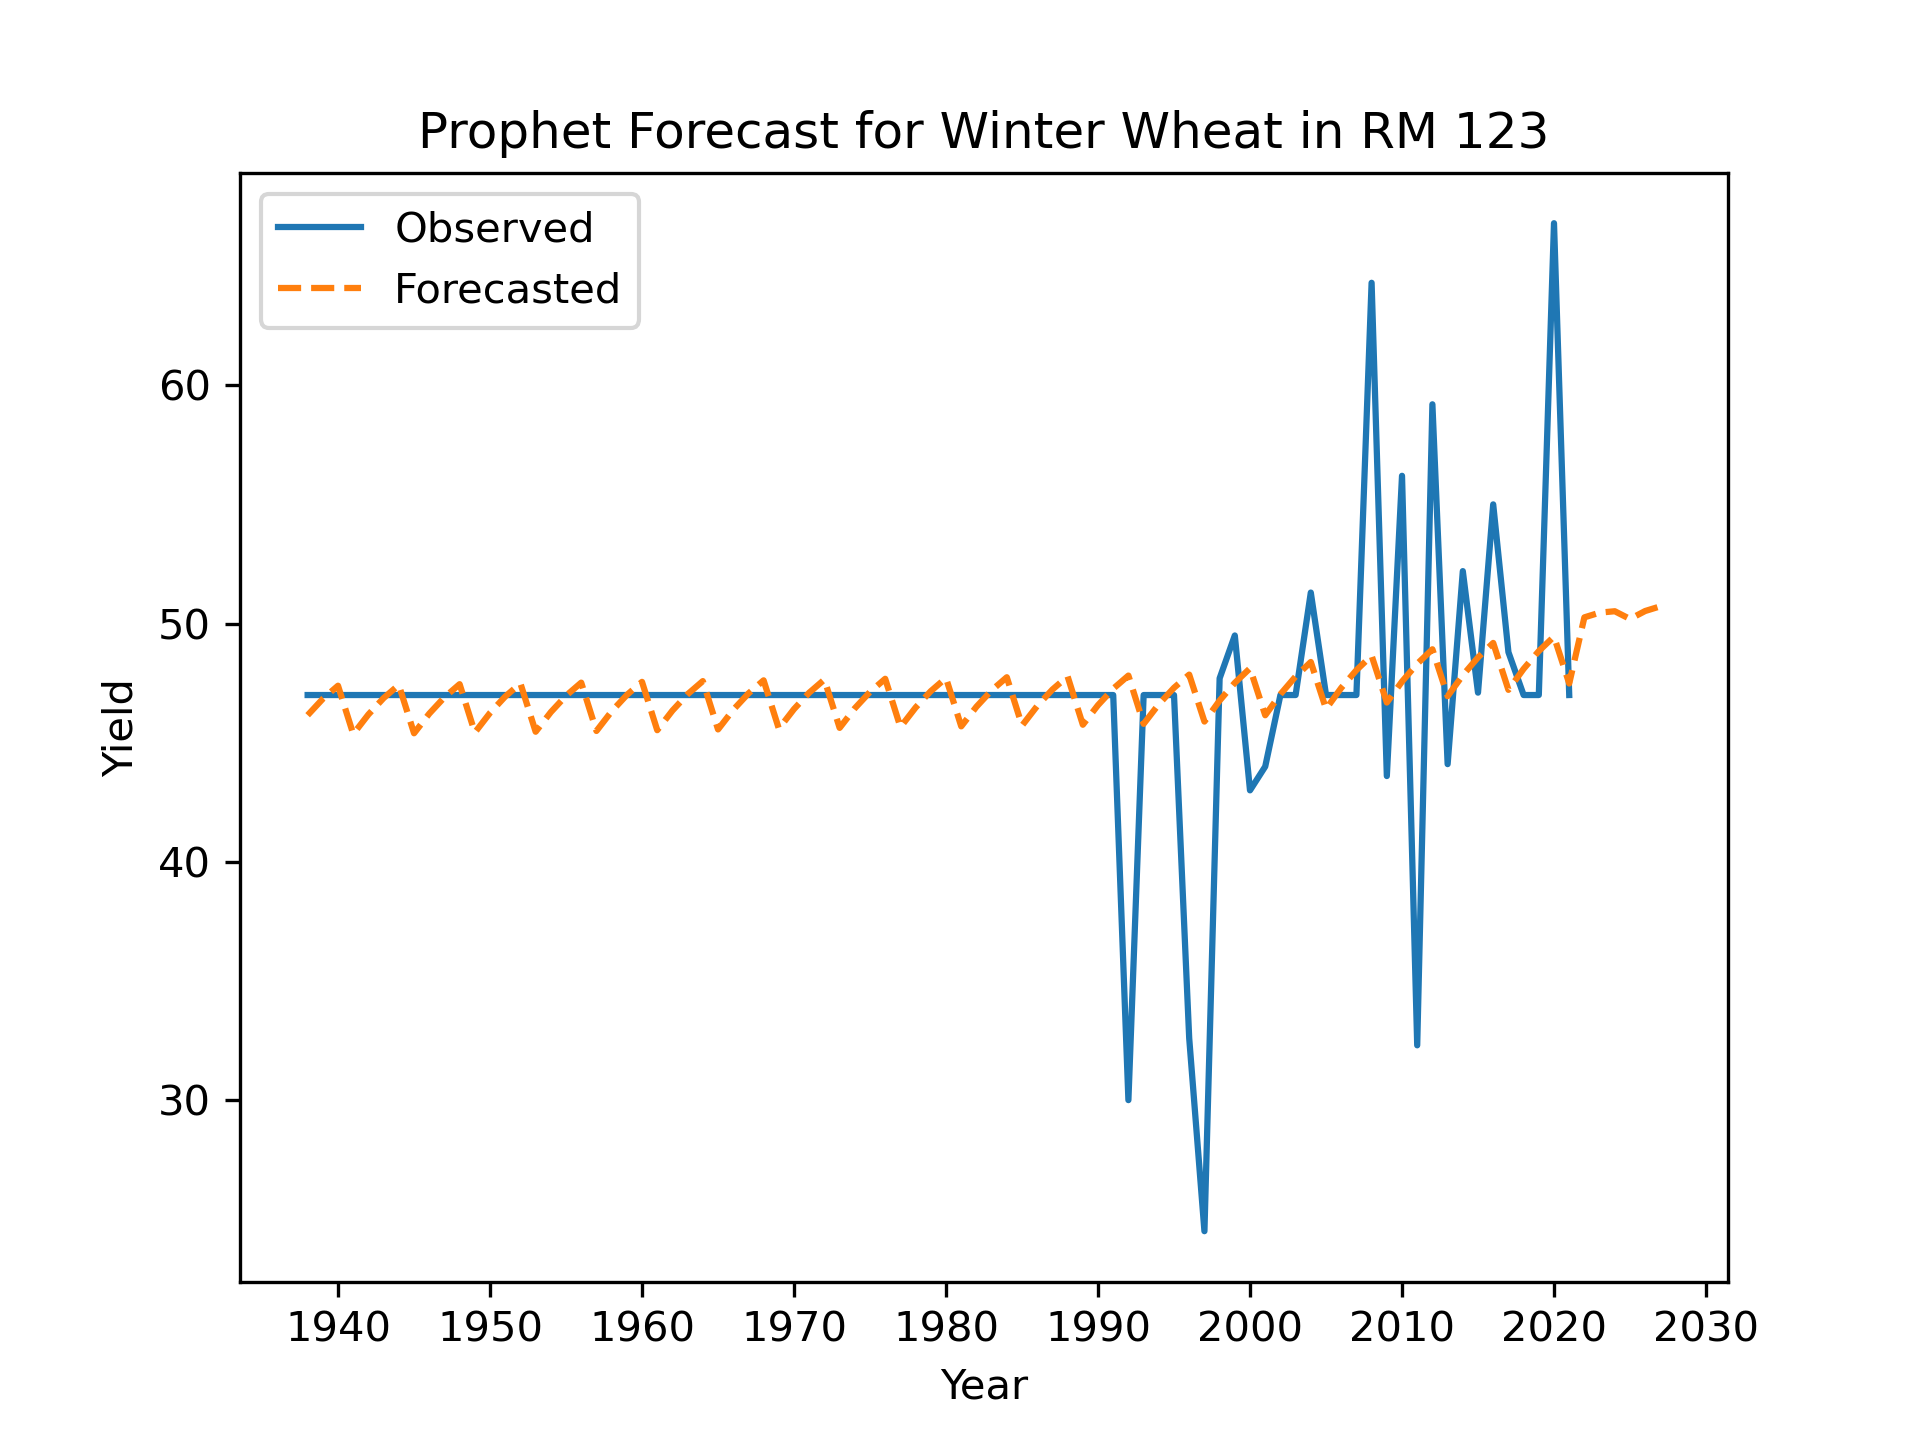 Prophet Forecast for Winter Wheat in RM 123
Observed
Forecasted
60
50
40
30
Yield
1940 1950 1960 1970 1980 1990 2000 2010 2020 2030
Year